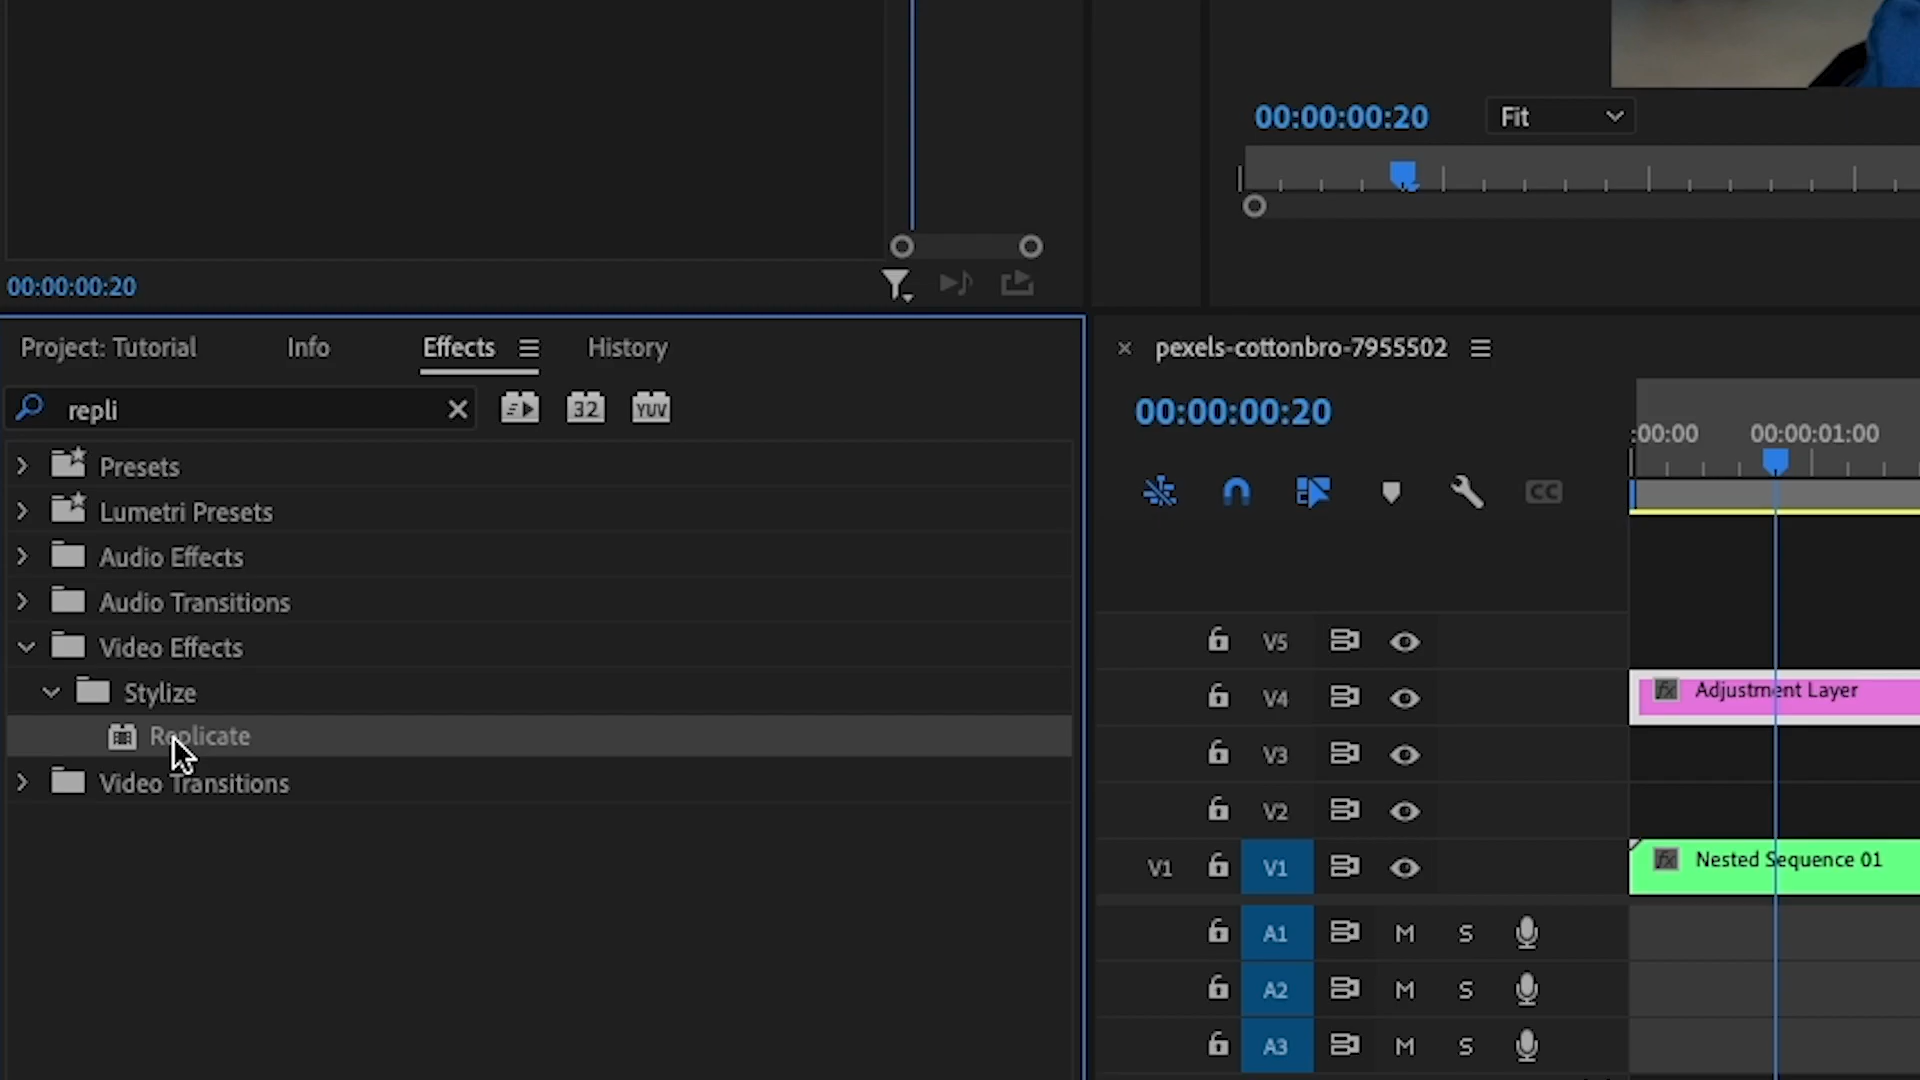 00:00:00:20
Fit
00:00:00:20
Project: Tutorial
Info
Effects
History
repli
32
YUV
Presets
Lumetri Presets
Audio Effects
Audio Transitions
Video Effects
Stylize
Replicate
Video Transitions
pexels-cottonbro-7955502
00:00:00:20
:00:00
00:00:01:00
CC
V5
V4
fx Adjustment Layer
V3
V2
V1
V1
fx Nested Sequence 01
A1 M S
A2 M S
A3 M S